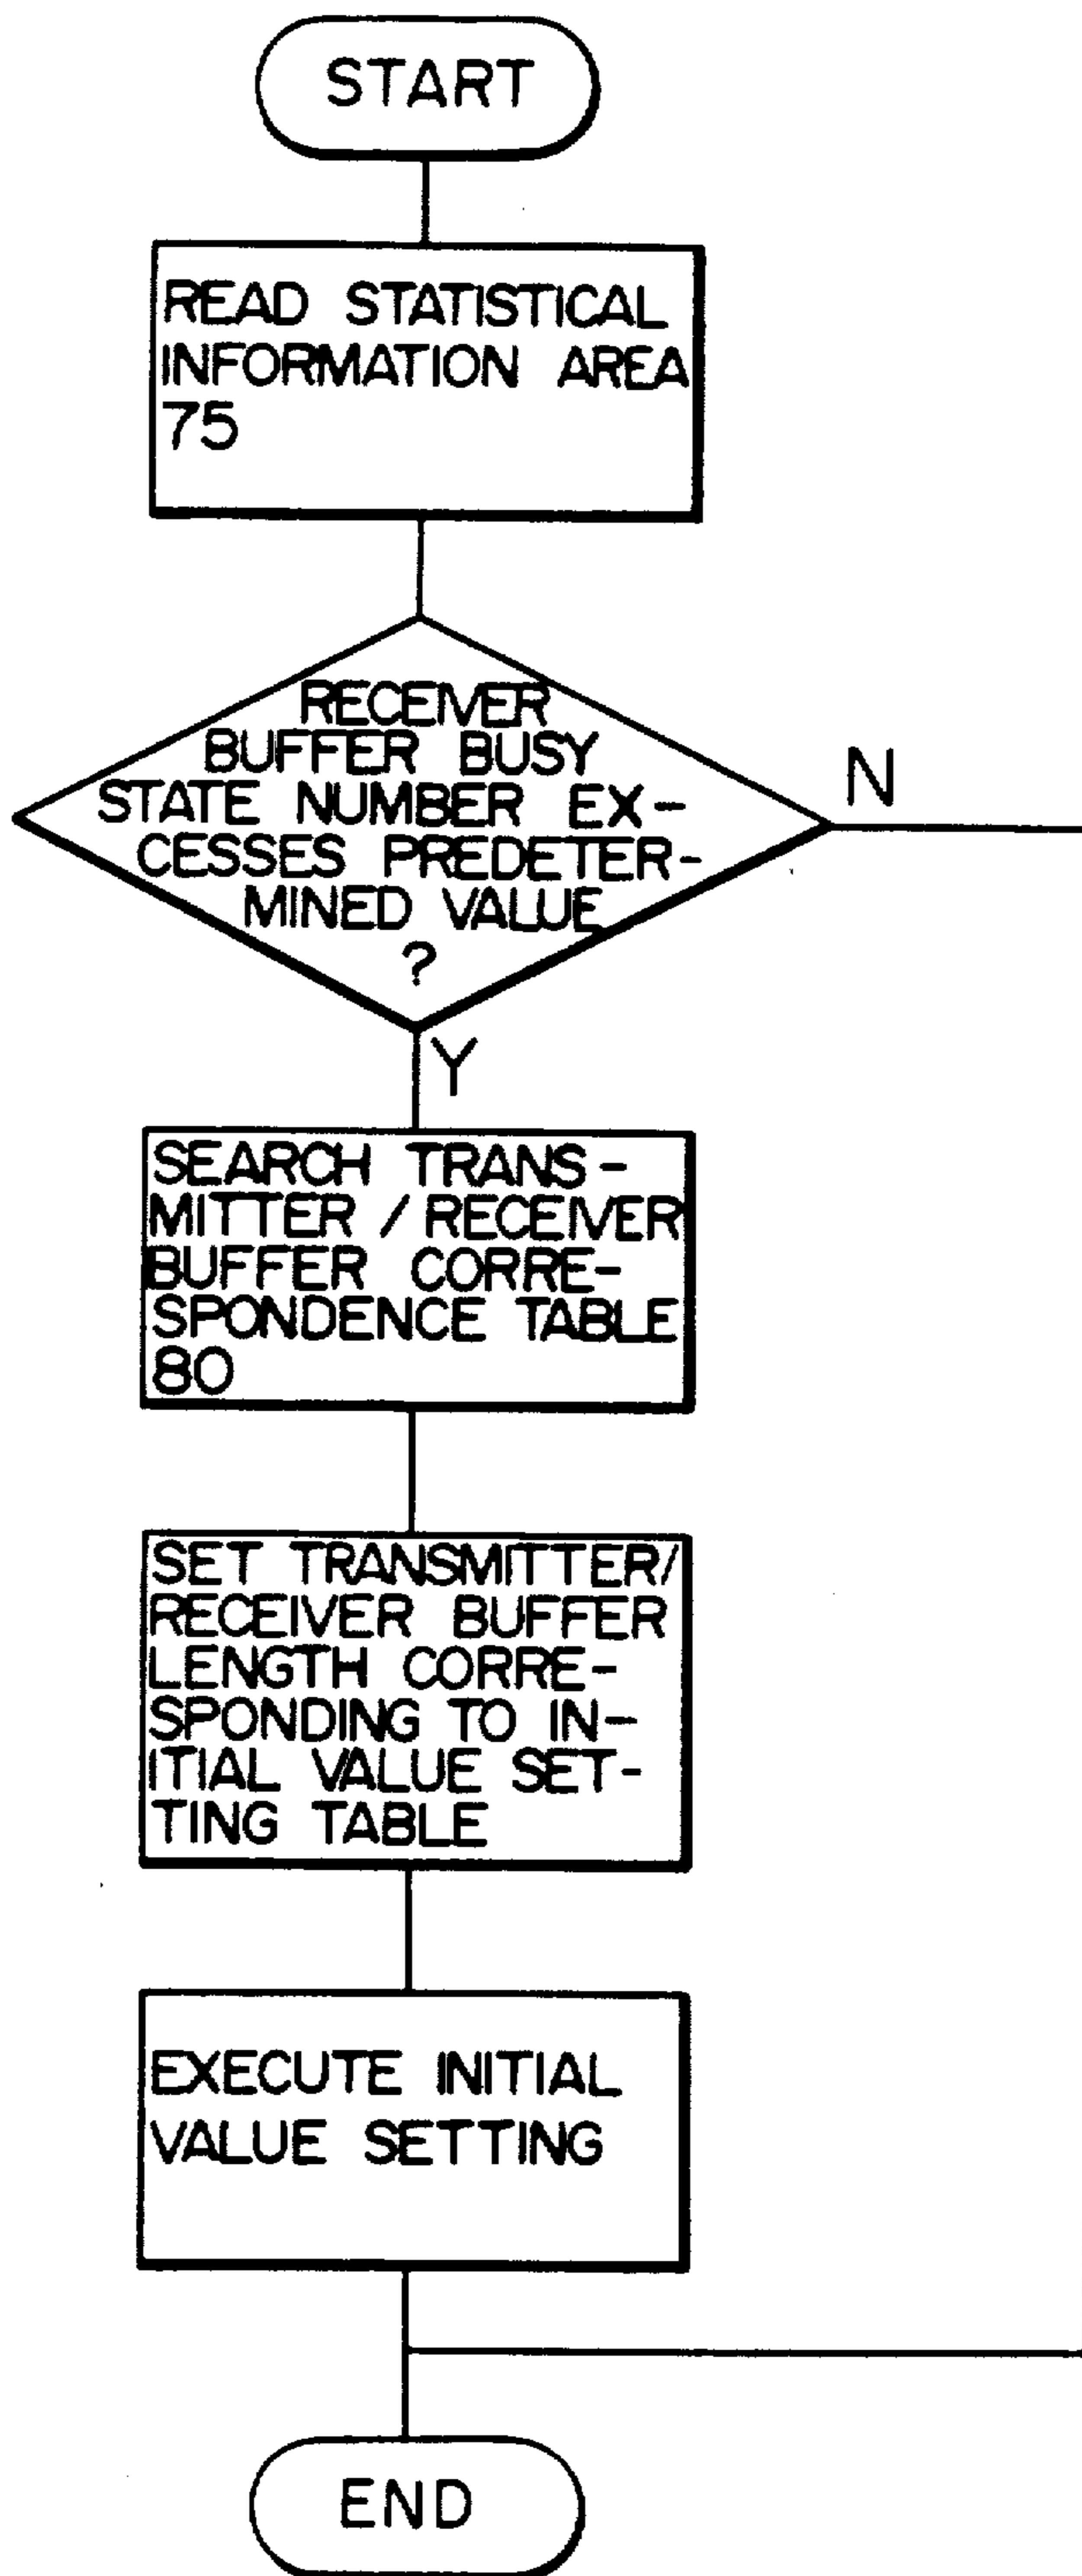 START
READ STATISTICAL
INFORMATION AREA
75
RECEIVER
BUFFER BUSY
STATE NUMBER EX-
CESSES PREDETER-
MINED VALUE
?
N
Y
SEARCH TRANS-
MITTER / RECEIVER
BUFFER CORRE-
SPONDENCE TABLE
80
SET TRANSMITTER/
RECEIVER BUFFER
LENGTH CORRE-
SPONDING TO IN-
ITIAL VALUE SET-
TING TABLE
EXECUTE INITIAL
VALUE SETTING
END